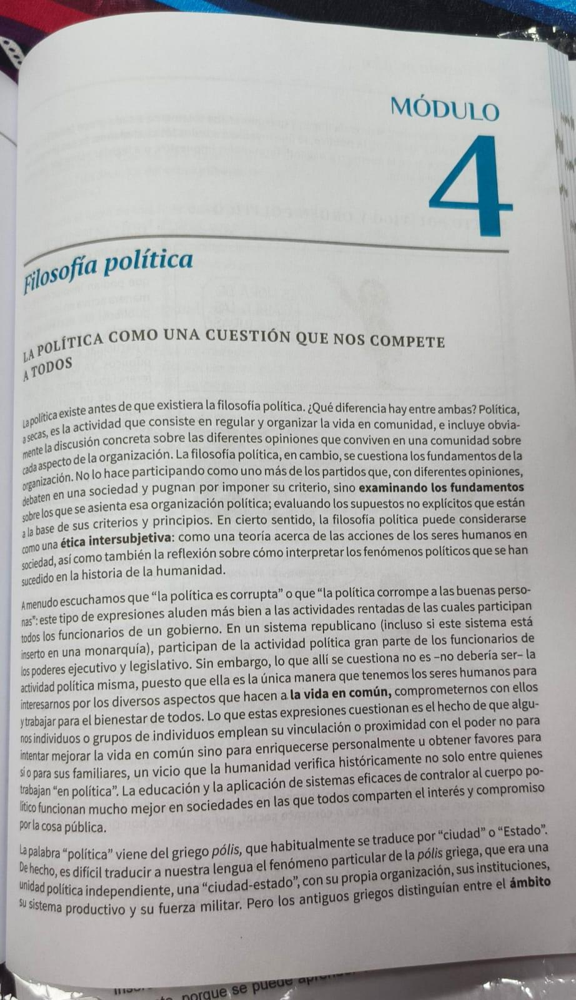 MÓDULO
4
Filosofía política
LA POLÍTICA COMO UNA CUESTIÓN QUE NOS COMPETE
A TODOS
La política existe antes de que existiera la filosofía política. ¿Qué diferencia hay entre ambas? Política,
a secas, es la actividad que consiste en regular y organizar la vida en comunidad, e incluye obvia-
mente la discusión concreta sobre las diferentes opiniones que conviven en una comunidad sobre
cada aspecto de la organización. La filosofía política, en cambio, se cuestiona los fundamentos de la
organización. No lo hace participando como uno más de los partidos que, con diferentes opiniones,
debaten en una sociedad y pugnan por imponer su criterio, sino examinando los fundamentos
sobre los que se asienta esa organización política; evaluando los supuestos no explícitos que están
a la base de sus criterios y principios. En cierto sentido, la filosofía política puede considerarse
como una ética intersubjetiva: como una teoría acerca de las acciones de los seres humanos en
sociedad, así como también la reflexión sobre cómo interpretar los fenómenos políticos que se han
sucedido en la historia de la humanidad.
A menudo escuchamos que “la política es corrupta” o que “la política corrompe a las buenas perso-
nas”: este tipo de expresiones aluden más bien a las actividades rentadas de las cuales participan
todos los funcionarios de un gobierno. En un sistema republicano (incluso si este sistema está
inserto en una monarquía), participan de la actividad política gran parte de los funcionarios de
los poderes ejecutivo y legislativo. Sin embargo, lo que allí se cuestiona no es –no debería ser– la
actividad política misma, puesto que ella es la única manera que tenemos los seres humanos para
interesarnos por los diversos aspectos que hacen a la vida en común, comprometernos con ellos
y trabajar para el bienestar de todos. Lo que estas expresiones cuestionan es el hecho de que algu-
nos individuos o grupos de individuos emplean su vinculación o proximidad con el poder no para
intentar mejorar la vida en común sino para enriquecerse personalmente u obtener favores para
sí o para sus familiares, un vicio que la humanidad verifica históricamente no solo entre quienes
trabajan “en política”. La educación y la aplicación de sistemas eficaces de contralor al cuerpo po-
lítico funcionan mucho mejor en sociedades en las que todos comparten el interés y compromiso
por la cosa pública.
La palabra “política” viene del griego pólis, que habitualmente se traduce por “ciudad” o “Estado”.
De hecho, es difícil traducir a nuestra lengua el fenómeno particular de la pólis griega, que era una
unidad política independiente, una “ciudad-estado”, con su propia organización, sus instituciones,
su sistema productivo y su fuerza militar. Pero los antiguos griegos distinguían entre el ámbito
porque se puede